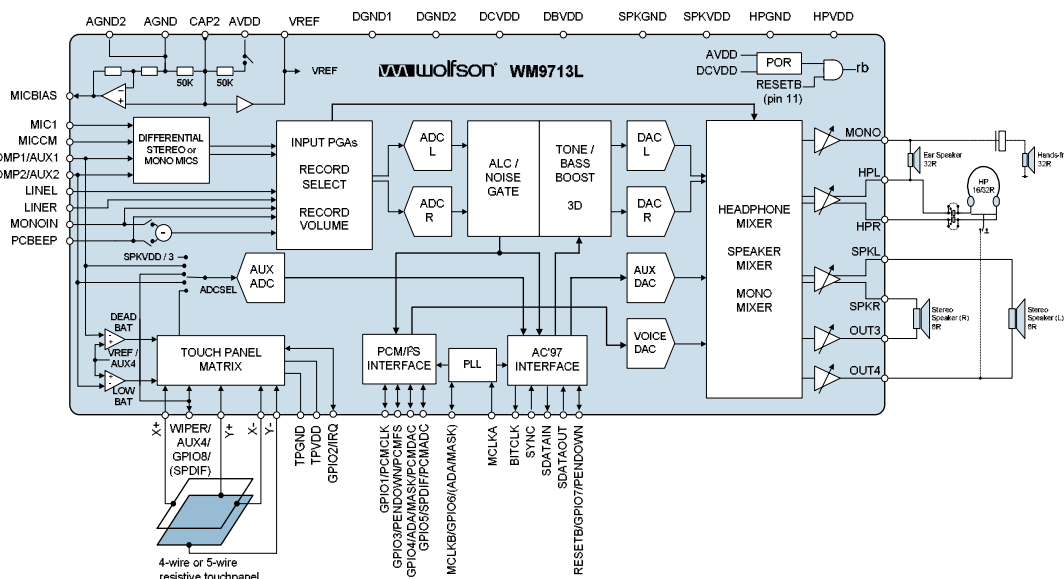 AGND2 AGND CAP2 AVDD VREF DGND1 DGND2 DCVDD DBVDD SPKGND SPKVDD HPGND HPVDD
50K 50K
VREF
wolfson WM9713L
AVDD
DCVDD
POR
RESETB
(pin 11)
rb
MICBIAS
MIC1
MICCM
OMP1/AUX1
OMP2/AUX2
LINEL
LINER
MONOIN
PCBEEP
DIFFERENTIAL
STEREO or
MONO MICS
INPUT PGAs
RECORD
SELECT
RECORD
VOLUME
ADC
L
ADC
R
ALC /
NOISE
GATE
TONE /
BASS
BOOST
3D
DAC
L
DAC
R
HEADPHONE
MIXER
SPEAKER
MIXER
MONO
MIXER
MONO
HPL
HPR
SPKL
SPKR
OUT3
OUT4
Ear Speaker
32R
Hands-fr
32R
HP
16/32R
Stereo
Speaker (R)
8R
Stereo
Speaker (L)
8R
SPKVDD / 3
ADCSEL
AUX
ADC
AUX
DAC
VOICE
DAC
DEAD
BAT
VREF /
AUX4
LOW
BAT
TOUCH PANEL
MATRIX
PCM/I²S
INTERFACE
PLL
AC'97
INTERFACE
X+
WIPER/
AUX4/
GPIO8/
(SPDIF)
Y+
X-
Y-
TPGND
TPVDD
GPIO2/IRQ
GPIO1/PCMCLK
GPIO3/PENDOWN/PCMFS
GPIO4/ADA/MASK/PCMDAC
GPIO5/SPDIF/PCMADC
MCLKB/GPIO6/(ADA/MASK)
MCLKA
BITCLK
SYNC
SDATAIN
SDATAOUT
RESETB/GPIO7/PENDOWN
4-wire or 5-wire
resistive touchpanel